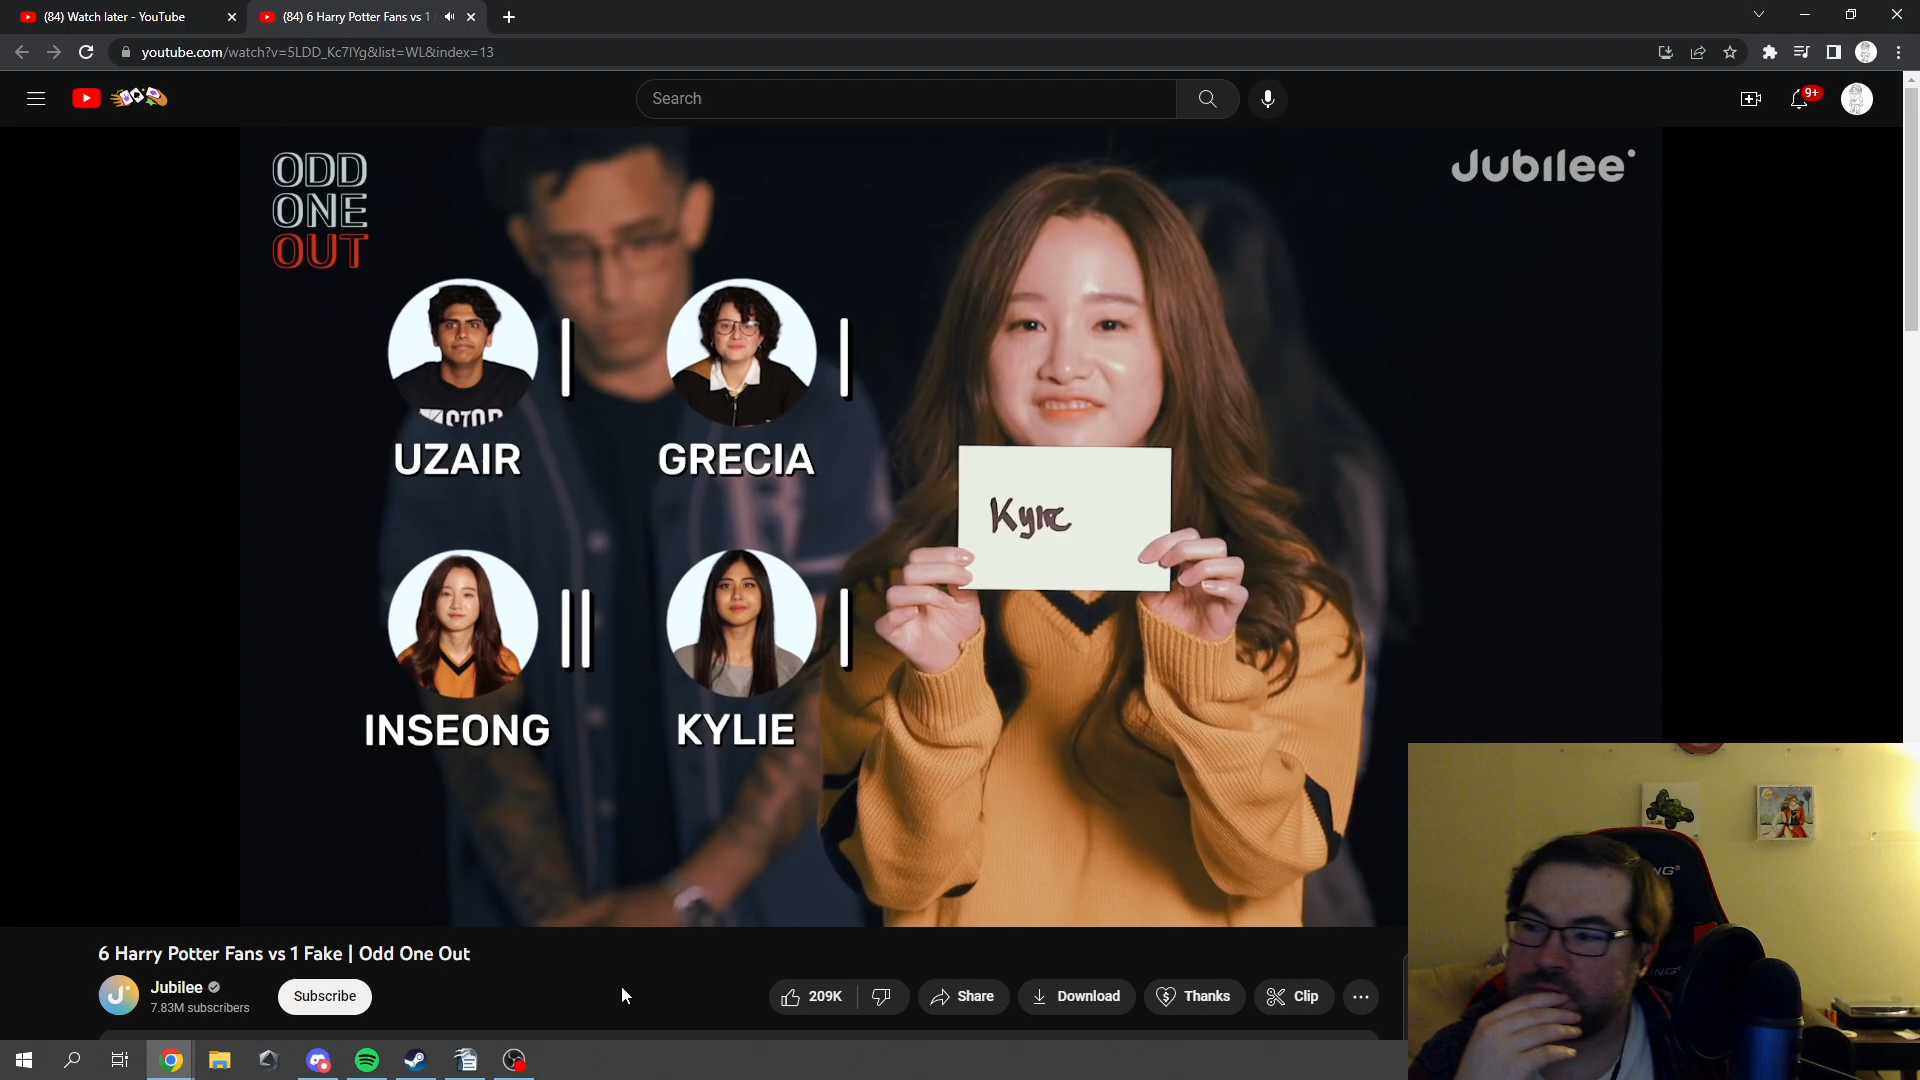 (84) Watch later - YouTube
(84) 6 Harry Potter Fans vs 1
youtube.com/watch?v=5LDD_Kc7lYg&list=WL&index=13
Search
9+
ODD
ONE
OUT
Jubilee
UZAIR
GRECIA
INSEONG
KYLIE
Kylie
6 Harry Potter Fans vs 1 Fake | Odd One Out
Jubilee
7.83M subscribers
Subscribe
209K
Share
Download
Thanks
Clip